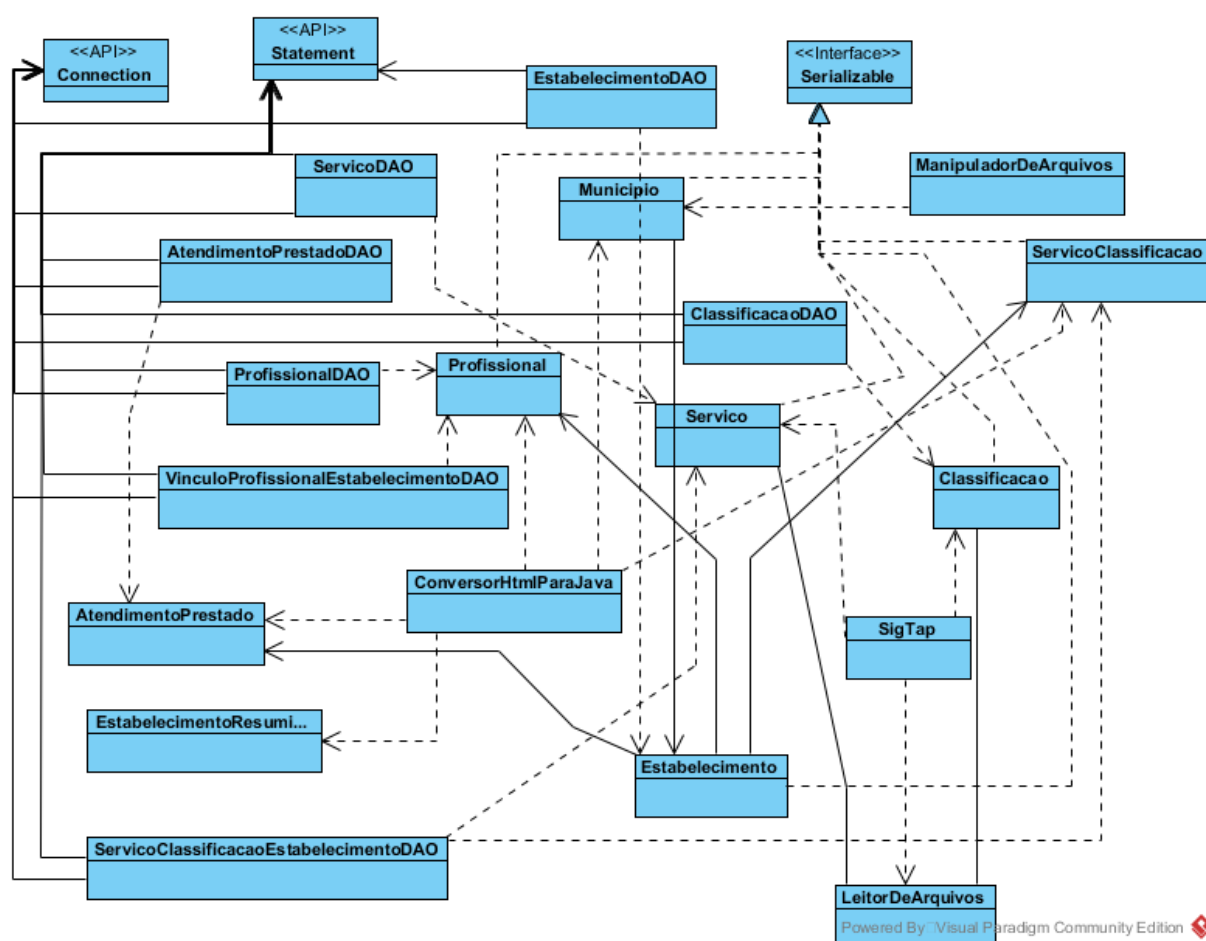 <<API>>
Statement
<<API>>
Connection
<<Interface>>
Serializable
EstabelecimentoDAO
ServicoDAO
Municipio
ManipuladorDeArquivos
AtendimentoPrestadoDAO
ServicoClassificacao
ClassificacaoDAO
Profissional
ProfissionalDAO
Servico
VinculoProfissionalEstabelecimentoDAO
Classificacao
ConversorHtmlParaJava
AtendimentoPrestado
SigTap
EstabelecimentoResumi...
Estabelecimento
ServicoClassificacaoEstabelecimentoDAO
LeitorDeArquivos
Powered By Visual Paradigm Community Edition